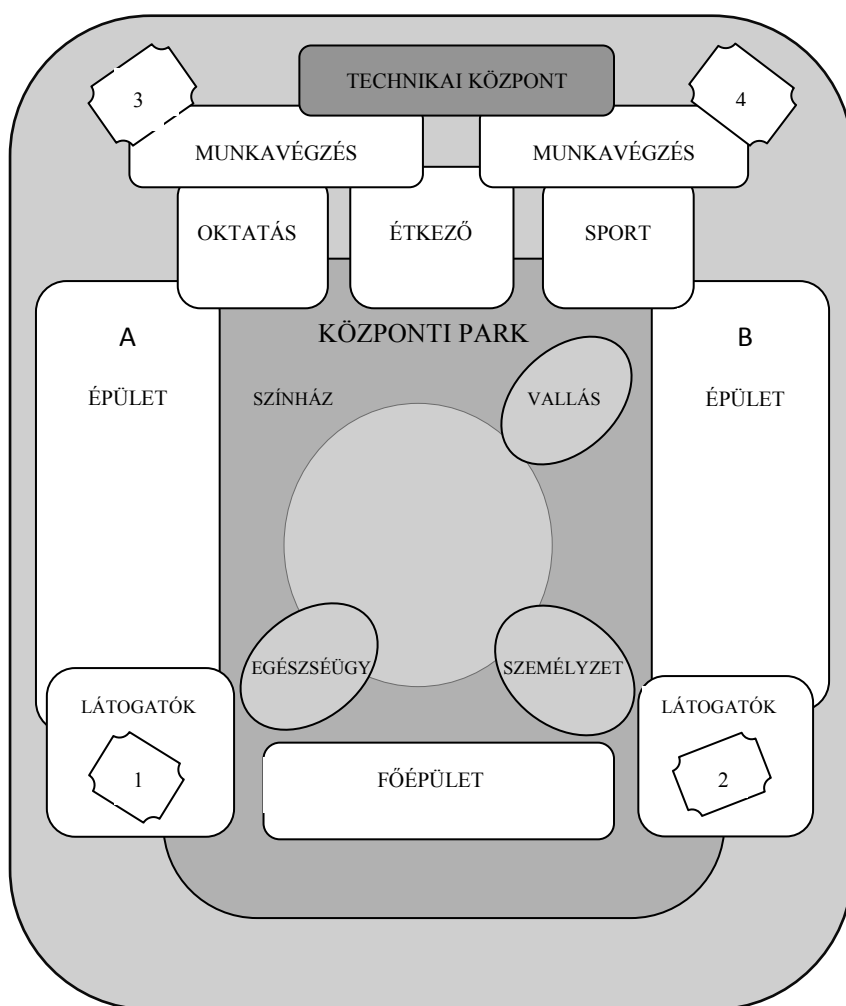 TECHNIKAI KÖZPONT
3
4
MUNKAVÉGZÉS
MUNKAVÉGZÉS
OKTATÁS
ÉTKEZŐ
SPORT
A
ÉPÜLET
KÖZPONTI PARK
B
ÉPÜLET
SZÍNHÁZ
VALLÁS
EGÉSZSÉÜGY
SZEMÉLYZET
LÁTOGATÓK
1
LÁTOGATÓK
2
FŐÉPÜLET